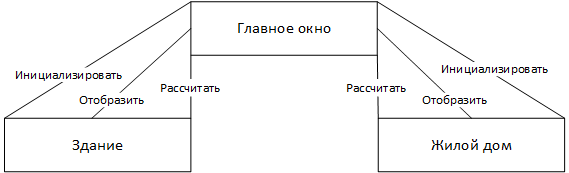 Главное окно
Инициализировать
Отобразить
Рассчитать
Рассчитать
Отобразить
Инициализировать
Здание
Жилой дом